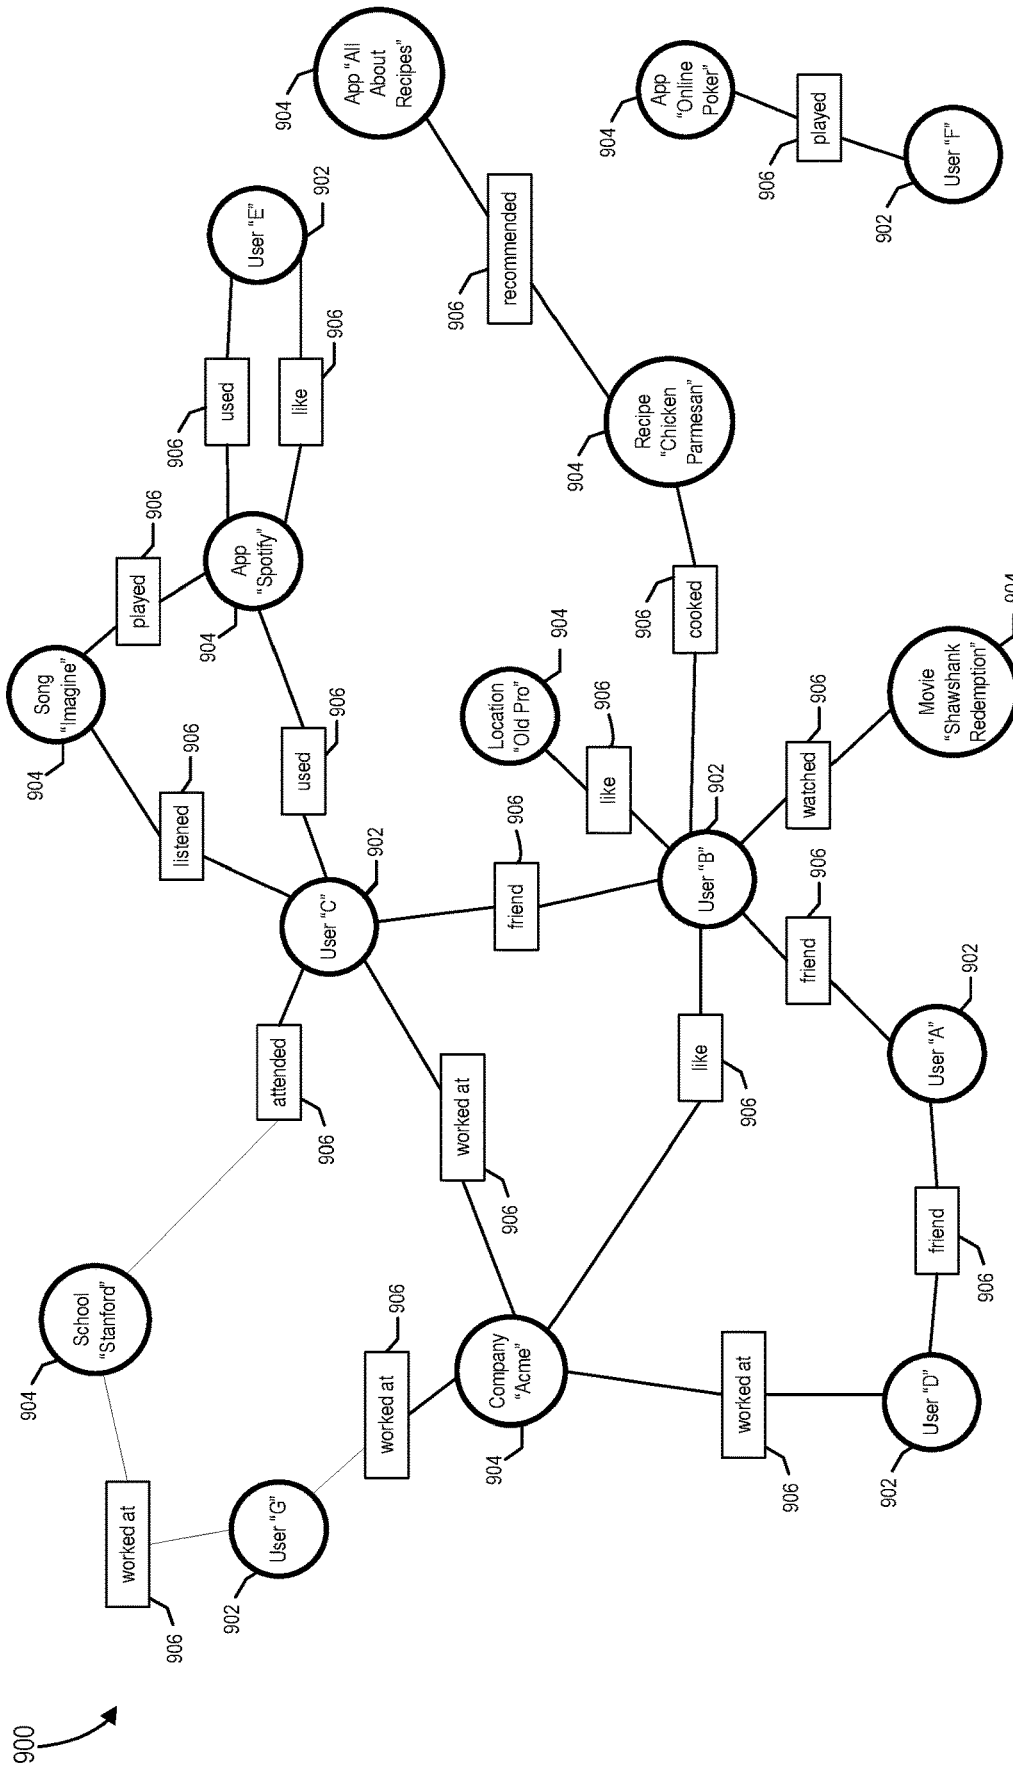 900
906
worked at
904
School
“Stanford”
902
User “G”
906
attended
906
worked at
906
worked at
906
listened
904
Song
“Imagine”
played
906
904
App
“Spotify”
906
used
like
906
User “E”
902
User “C”
902
used
906
904
App “All
About
Recipes”
906
recommended
904
Company
“Acme”
friend
906
Location
“Old Pro”
904
like
906
like
906
User “B”
902
906
cooked
904
Recipe
“Chicken
Parmesan”
904
App
“Online
Poker”
906
played
902
User “F”
worked at
906
friend
906
watched
906
902
User “D”
friend
906
User “A”
902
Movie
“Shawshank
Redemption”
904